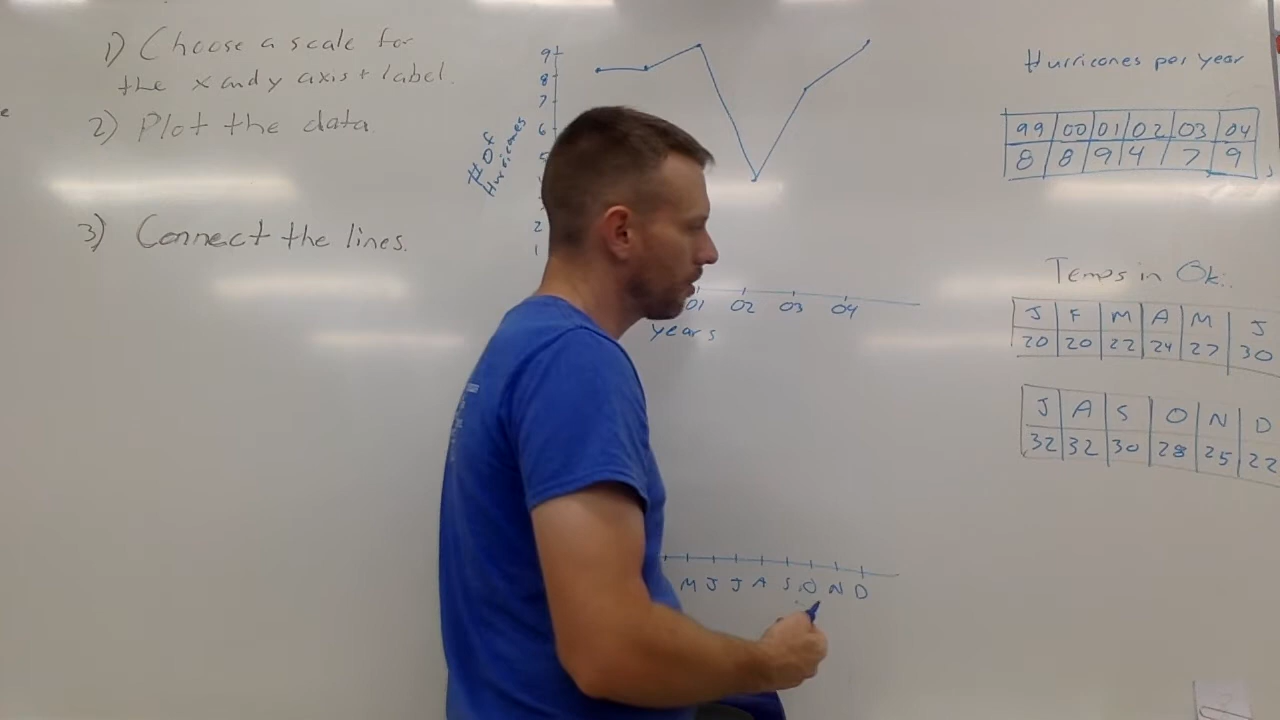 1) Choose a scale for
the x and y axis + label.
2) Plot the data.
3) Connect the lines.
9
8
7
6
5
2
1
# of
Hurricanes
01 02 03 04
years
M J J A S O N D
Hurricanes per year
99 00 01 02 03 04
8 8 9 4 7 9
Temps in Oki.
J F M A M J
20 20 22 24 27 30
J A S O N D
32 32 30 28 25 22